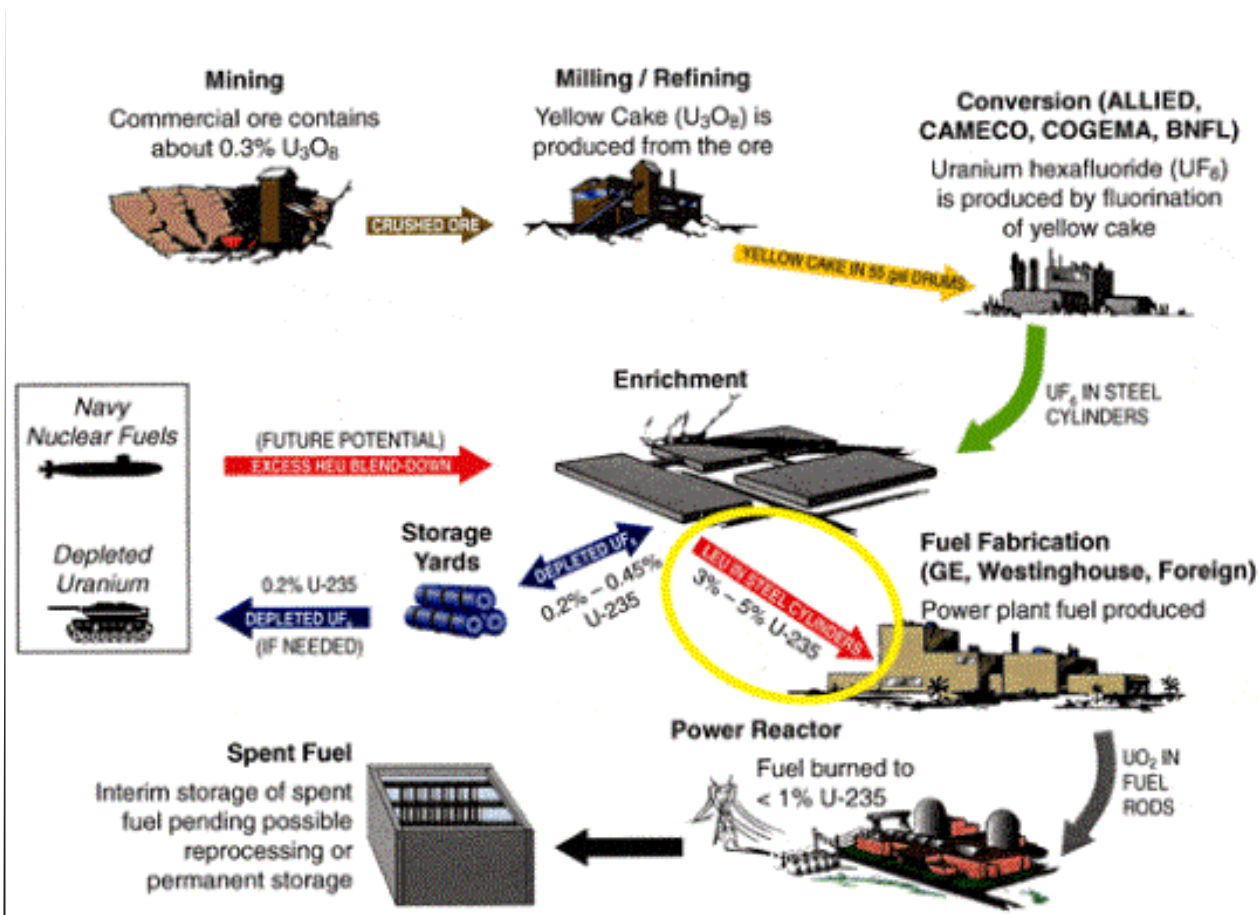 Mining
Commercial ore contains
about 0.3% U₃O₈
CRUSHED ORE
Milling / Refining
Yellow Cake (U₃O₈) is
produced from the ore
YELLOW CAKE IN 55 gal DRUMS
Conversion (ALLIED,
CAMECO, COGEMA, BNFL)
Uranium hexafluoride (UF₆)
is produced by fluorination
of yellow cake
UF₆ IN STEEL
CYLINDERS
Enrichment
Navy
Nuclear Fuels
(FUTURE POTENTIAL)
EXCESS HEU BLEND-DOWN
Depleted
Uranium
0.2% U-235
DEPLETED UF₆
(IF NEEDED)
Storage
Yards
DEPLETED UF₆
0.2% – 0.45%
U-235
LEU IN STEEL CYLINDERS
3% – 5% U-235
Fuel Fabrication
(GE, Westinghouse, Foreign)
Power plant fuel produced
UO₂ IN
FUEL
RODS
Power Reactor
Fuel burned to
< 1% U-235
Spent Fuel
Interim storage of spent
fuel pending possible
reprocessing or
permanent storage